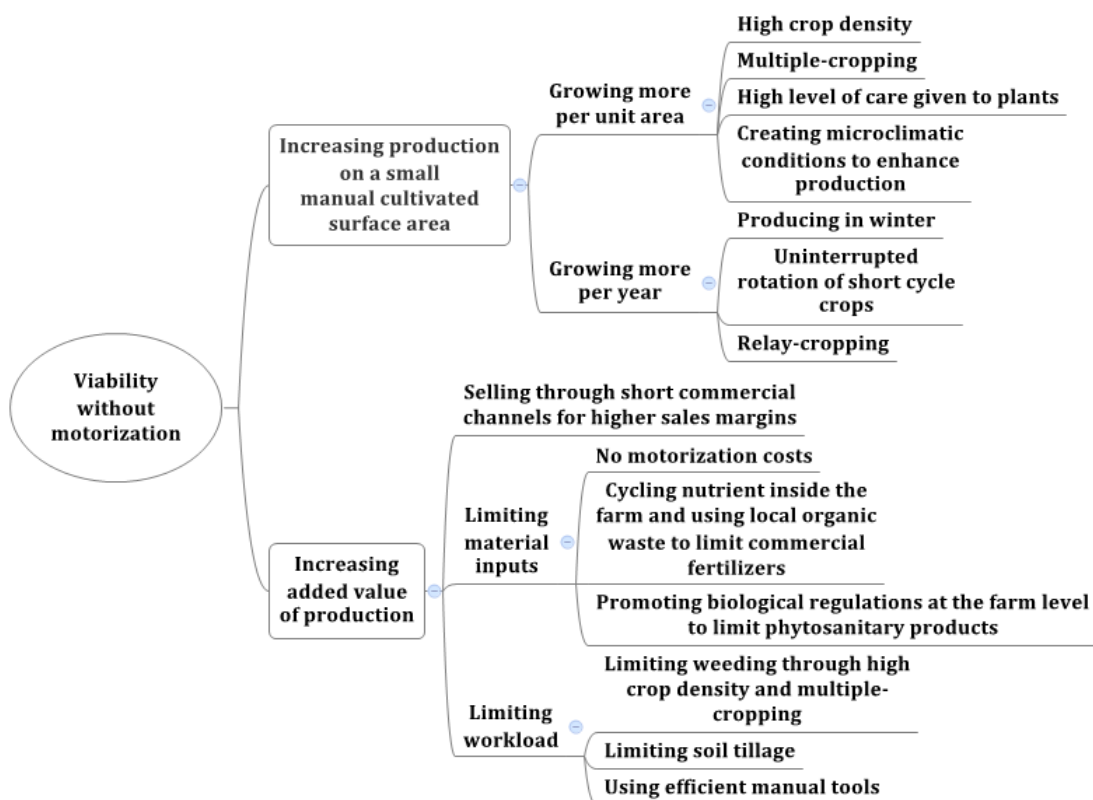 Viability
without
motorization
Increasing production
on a small
manual cultivated
surface area
Growing more
per unit area
High crop density
Multiple-cropping
High level of care given to plants
Creating microclimatic
conditions to enhance
production
Growing more
per year
Producing in winter
Uninterrupted
rotation of short cycle
crops
Relay-cropping
Increasing
added value
of production
Selling through short commercial
channels for higher sales margins
Limiting
material
inputs
No motorization costs
Cycling nutrient inside the
farm and using local organic
waste to limit commercial
fertilizers
Promoting biological regulations at the farm level
to limit phytosanitary products
Limiting
workload
Limiting weeding through high
crop density and multiple-
cropping
Limiting soil tillage
Using efficient manual tools